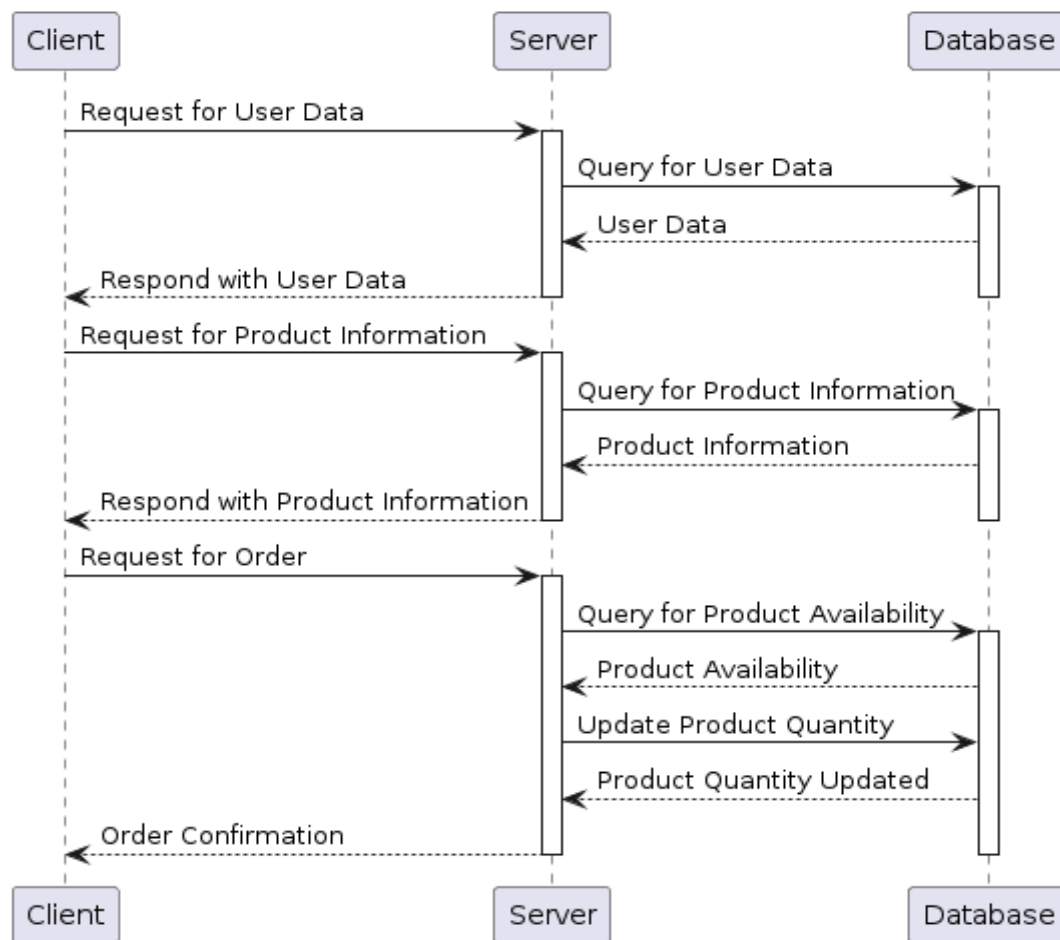 Client Server Database
Request for User Data
Query for User Data
User Data
Respond with User Data
Request for Product Information
Query for Product Information
Product Information
Respond with Product Information
Request for Order
Query for Product Availability
Product Availability
Update Product Quantity
Product Quantity Updated
Order Confirmation
Client Server Database